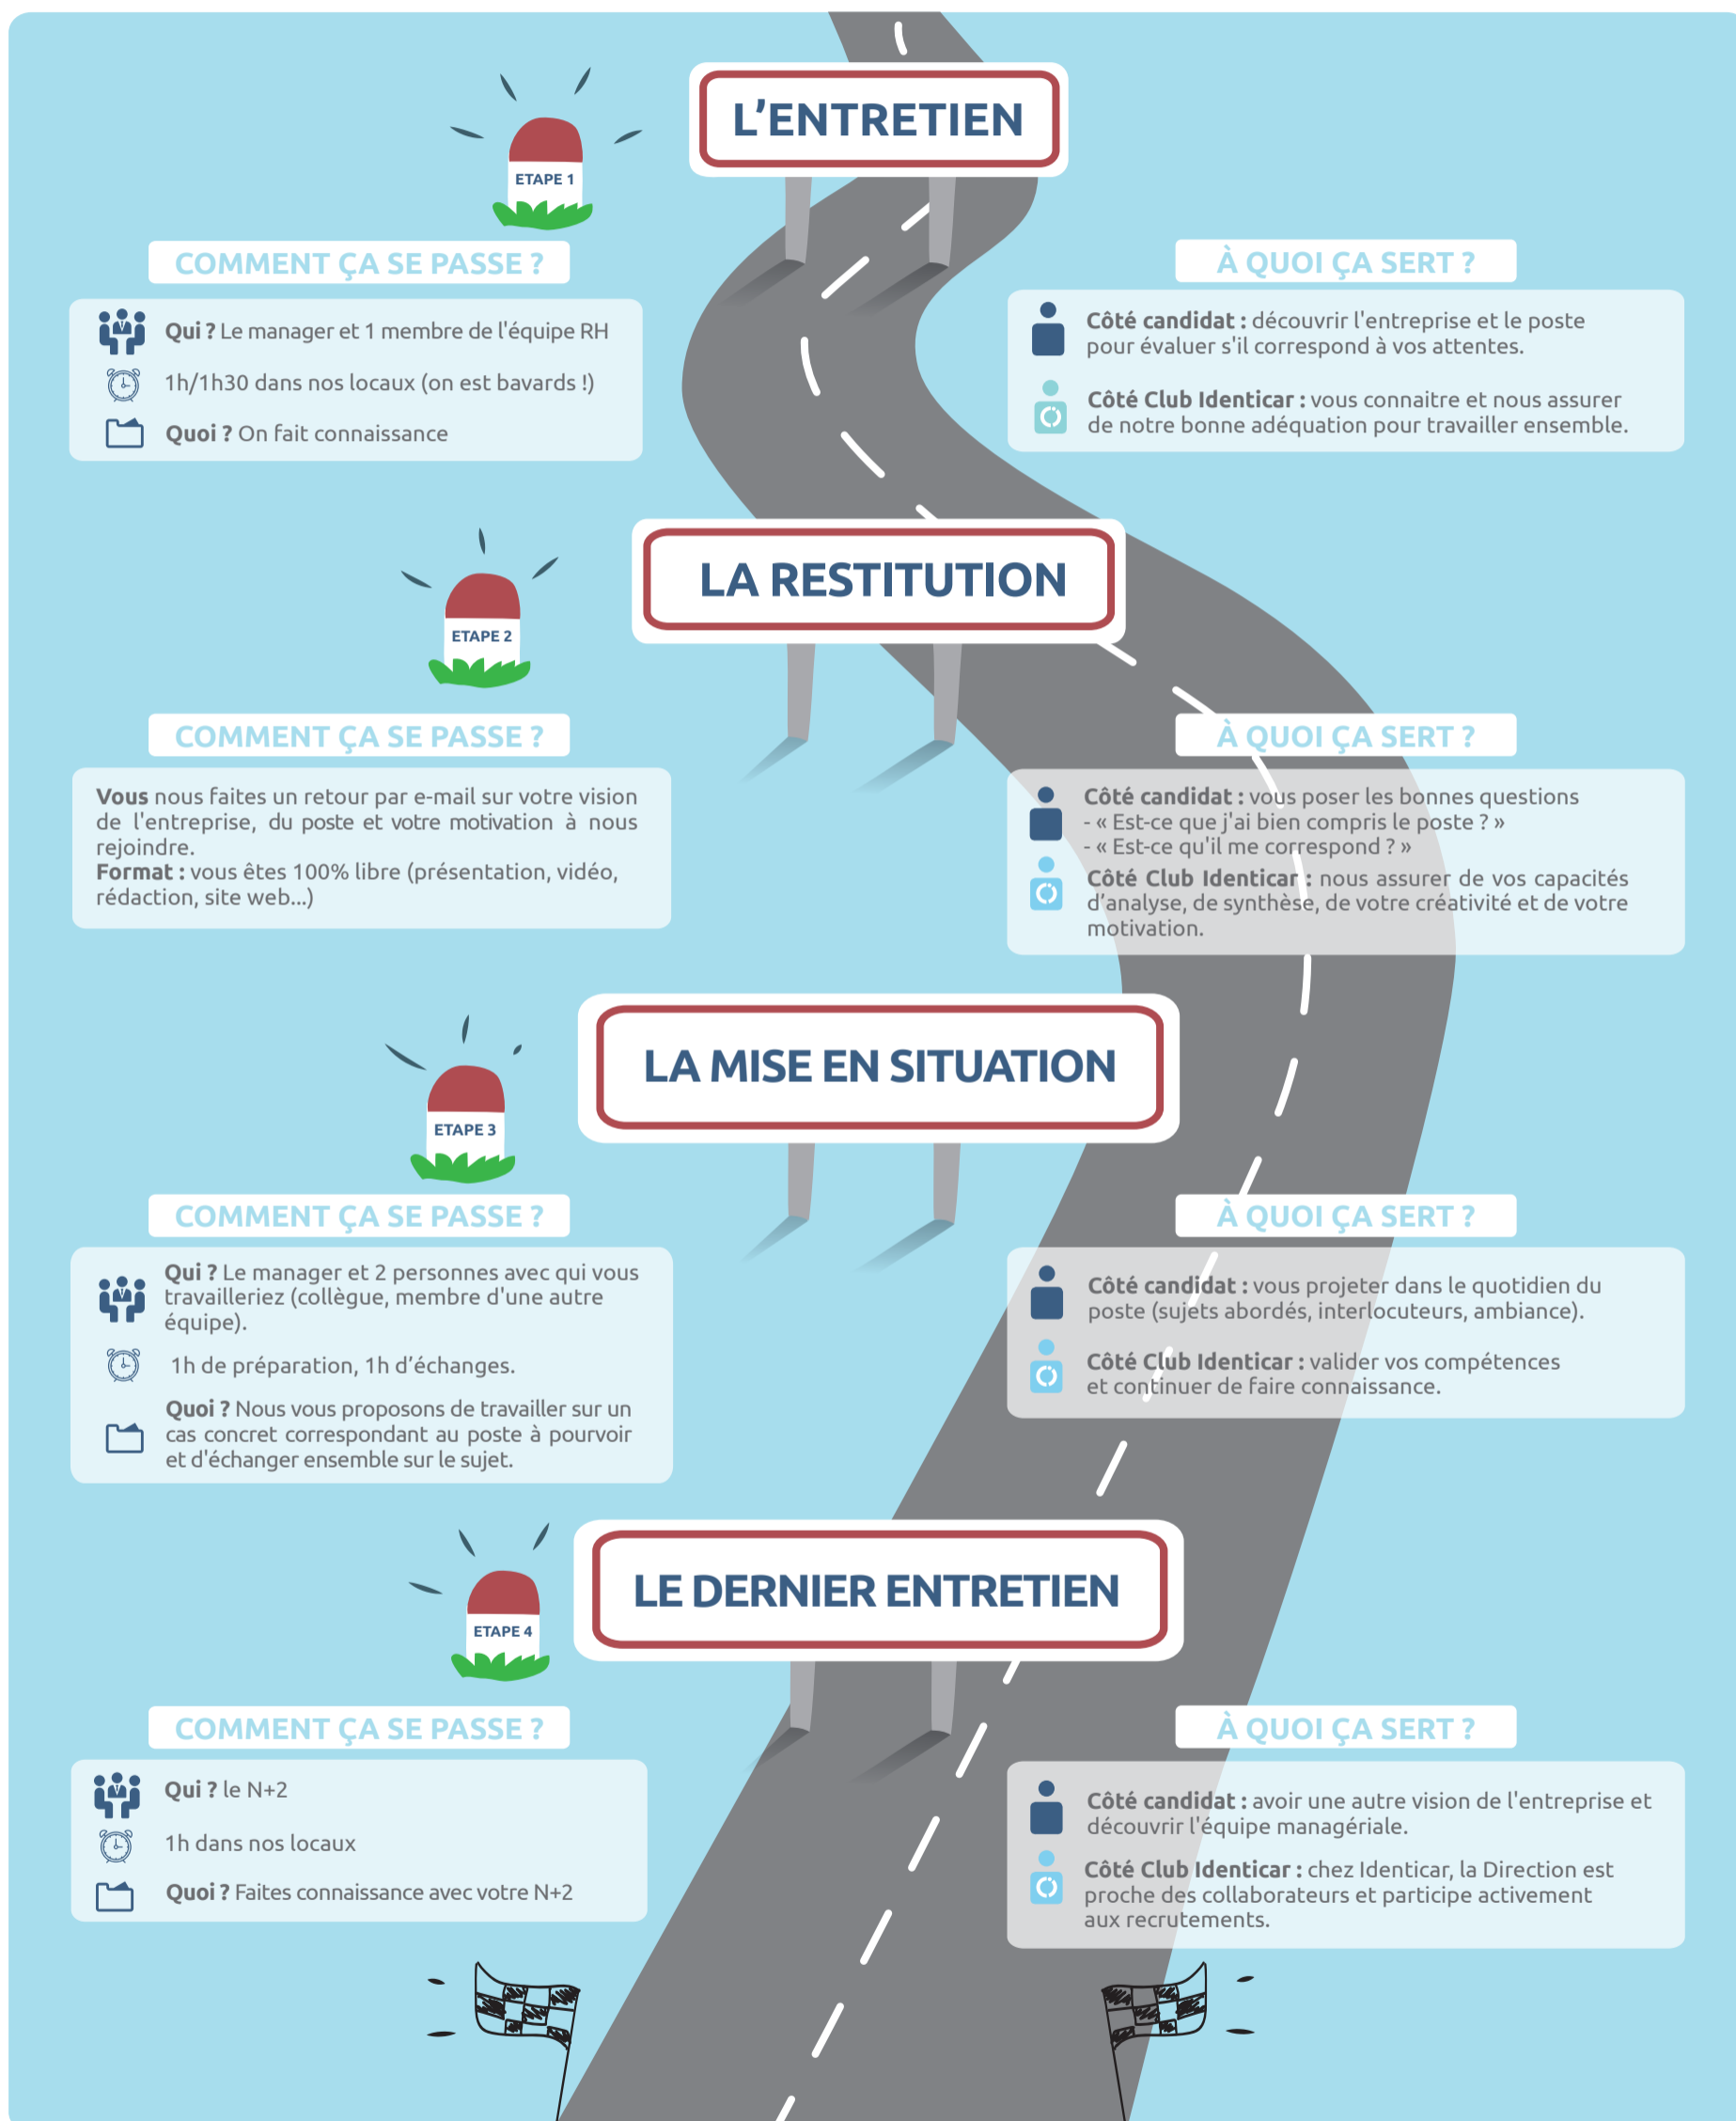 L'ENTRETIEN
ETAPE 1
COMMENT ÇA SE PASSE ?
Qui ? Le manager et 1 membre de l'équipe RH
1h/1h30 dans nos locaux (on est bavards !)
Quoi ? On fait connaissance
À QUOI ÇA SERT ?
Côté candidat : découvrir l'entreprise et le poste
pour évaluer s'il correspond à vos attentes.
Côté Club Identicar : vous connaitre et nous assurer
de notre bonne adéquation pour travailler ensemble.
LA RESTITUTION
ETAPE 2
COMMENT ÇA SE PASSE ?
Vous nous faites un retour par e-mail sur votre vision
de l'entreprise, du poste et votre motivation à nous
rejoindre.
Format : vous êtes 100% libre (présentation, vidéo,
rédaction, site web...)
À QUOI ÇA SERT ?
Côté candidat : vous poser les bonnes questions
- « Est-ce que j'ai bien compris le poste ? »
- « Est-ce qu'il me correspond ? »
Côté Club Identicar : nous assurer de vos capacités
d’analyse, de synthèse, de votre créativité et de votre
motivation.
LA MISE EN SITUATION
ETAPE 3
COMMENT ÇA SE PASSE ?
Qui ? Le manager et 2 personnes avec qui vous
travailleriez (collègue, membre d'une autre
équipe).
1h de préparation, 1h d’échanges.
Quoi ? Nous vous proposons de travailler sur un
cas concret correspondant au poste à pourvoir
et d'échanger ensemble sur le sujet.
À QUOI ÇA SERT ?
Côté candidat : vous projeter dans le quotidien du
poste (sujets abordés, interlocuteurs, ambiance).
Côté Club Identicar : valider vos compétences
et continuer de faire connaissance.
LE DERNIER ENTRETIEN
ETAPE 4
COMMENT ÇA SE PASSE ?
Qui ? le N+2
1h dans nos locaux
Quoi ? Faites connaissance avec votre N+2
À QUOI ÇA SERT ?
Côté candidat : avoir une autre vision de l'entreprise et
découvrir l'équipe managériale.
Côté Club Identicar : chez Identicar, la Direction est
proche des collaborateurs et participe activement
aux recrutements.